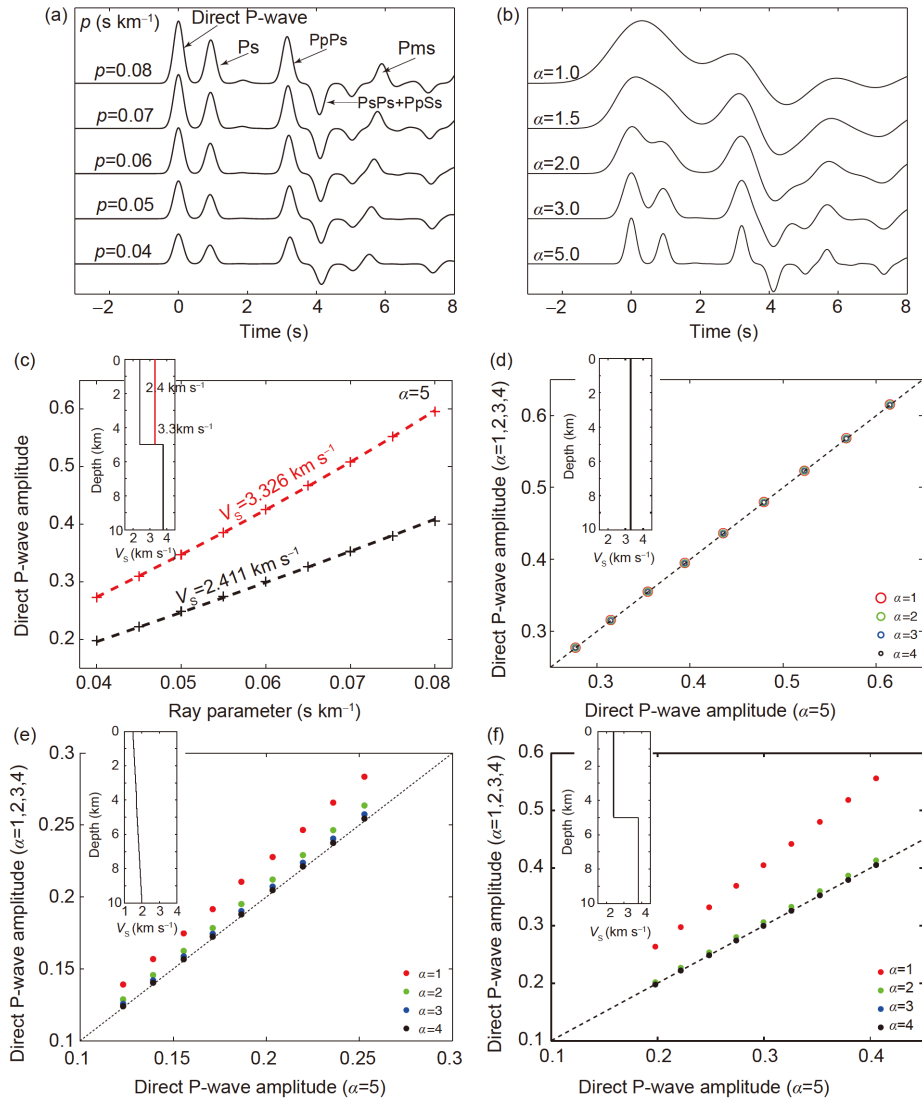 (a)
p (s km⁻¹)
Direct P-wave
Ps
PpPs
Pms
PsPs+PpSs
p=0.08
p=0.07
p=0.06
p=0.05
p=0.04
−2 0 2 4 6 8
Time (s)
(b)
α=1.0
α=1.5
α=2.0
α=3.0
α=5.0
−2 0 2 4 6 8
Time (s)
(c)
0
2
4
6
8
10
Depth (km)
2.4 km s⁻¹
3.3km s⁻¹
2 3 4
Vₛ (km s⁻¹)
α=5
Vₛ=3.326 km s⁻¹
Vₛ=2.411 km s⁻¹
0.6
0.5
0.4
0.3
0.2
Direct P-wave amplitude
0.04 0.05 0.06 0.07 0.08
Ray parameter (s km⁻¹)
(d)
0
2
4
6
8
10
Depth (km)
2 3 4
Vₛ (km s⁻¹)
0.6
0.5
0.4
0.3
Direct P-wave amplitude (α=1,2,3,4)
α=1
α=2
α=3
α=4
0.3 0.4 0.5 0.6
Direct P-wave amplitude (α=5)
(e)
0
2
4
6
8
10
Depth (km)
1 2 3 4
Vₛ (km s⁻¹)
0.3
0.25
0.2
0.15
0.1
Direct P-wave amplitude (α=1,2,3,4)
α=1
α=2
α=3
α=4
0.1 0.15 0.2 0.25 0.3
Direct P-wave amplitude (α=5)
(f)
0
2
4
6
8
10
Depth (km)
2 3 4
Vₛ (km s⁻¹)
0.6
0.5
0.4
0.3
0.2
0.1
Direct P-wave amplitude (α=1,2,3,4)
α=1
α=2
α=3
α=4
0.1 0.2 0.3 0.4
Direct P-wave amplitude (α=5)